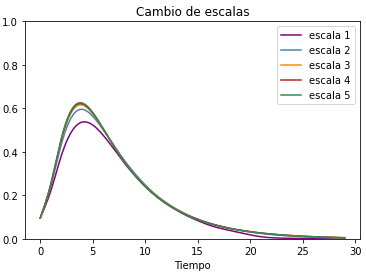 Cambio de escalas
1.0
0.8
0.6
0.4
0.2
0.0
escala 1
escala 2
escala 3
escala 4
escala 5
0 5 10 15 20 25 30
Tiempo